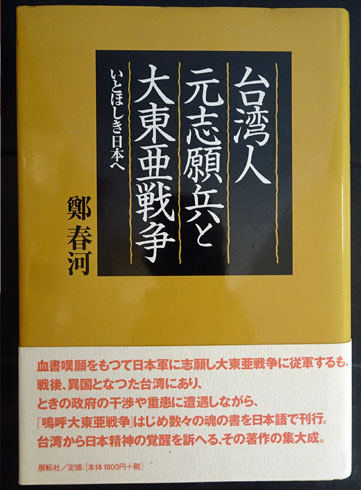 台湾人
元志願兵と
大東亜戦争
いとほしき日本へ
鄭春河
血書嘆願をもつて日本軍に志願し大東亜戦争に従軍するも、
戦後、異国となつた台湾にあり、
ときの政府の干渉や重患に遭遇しながら、
「嗚呼大東亜戦争」はじめ数々の魂の書を日本語で刊行。
台湾から日本精神の覚醒を訴へる、その著作の集大成。
展転社/定価:[本体1800円+税]